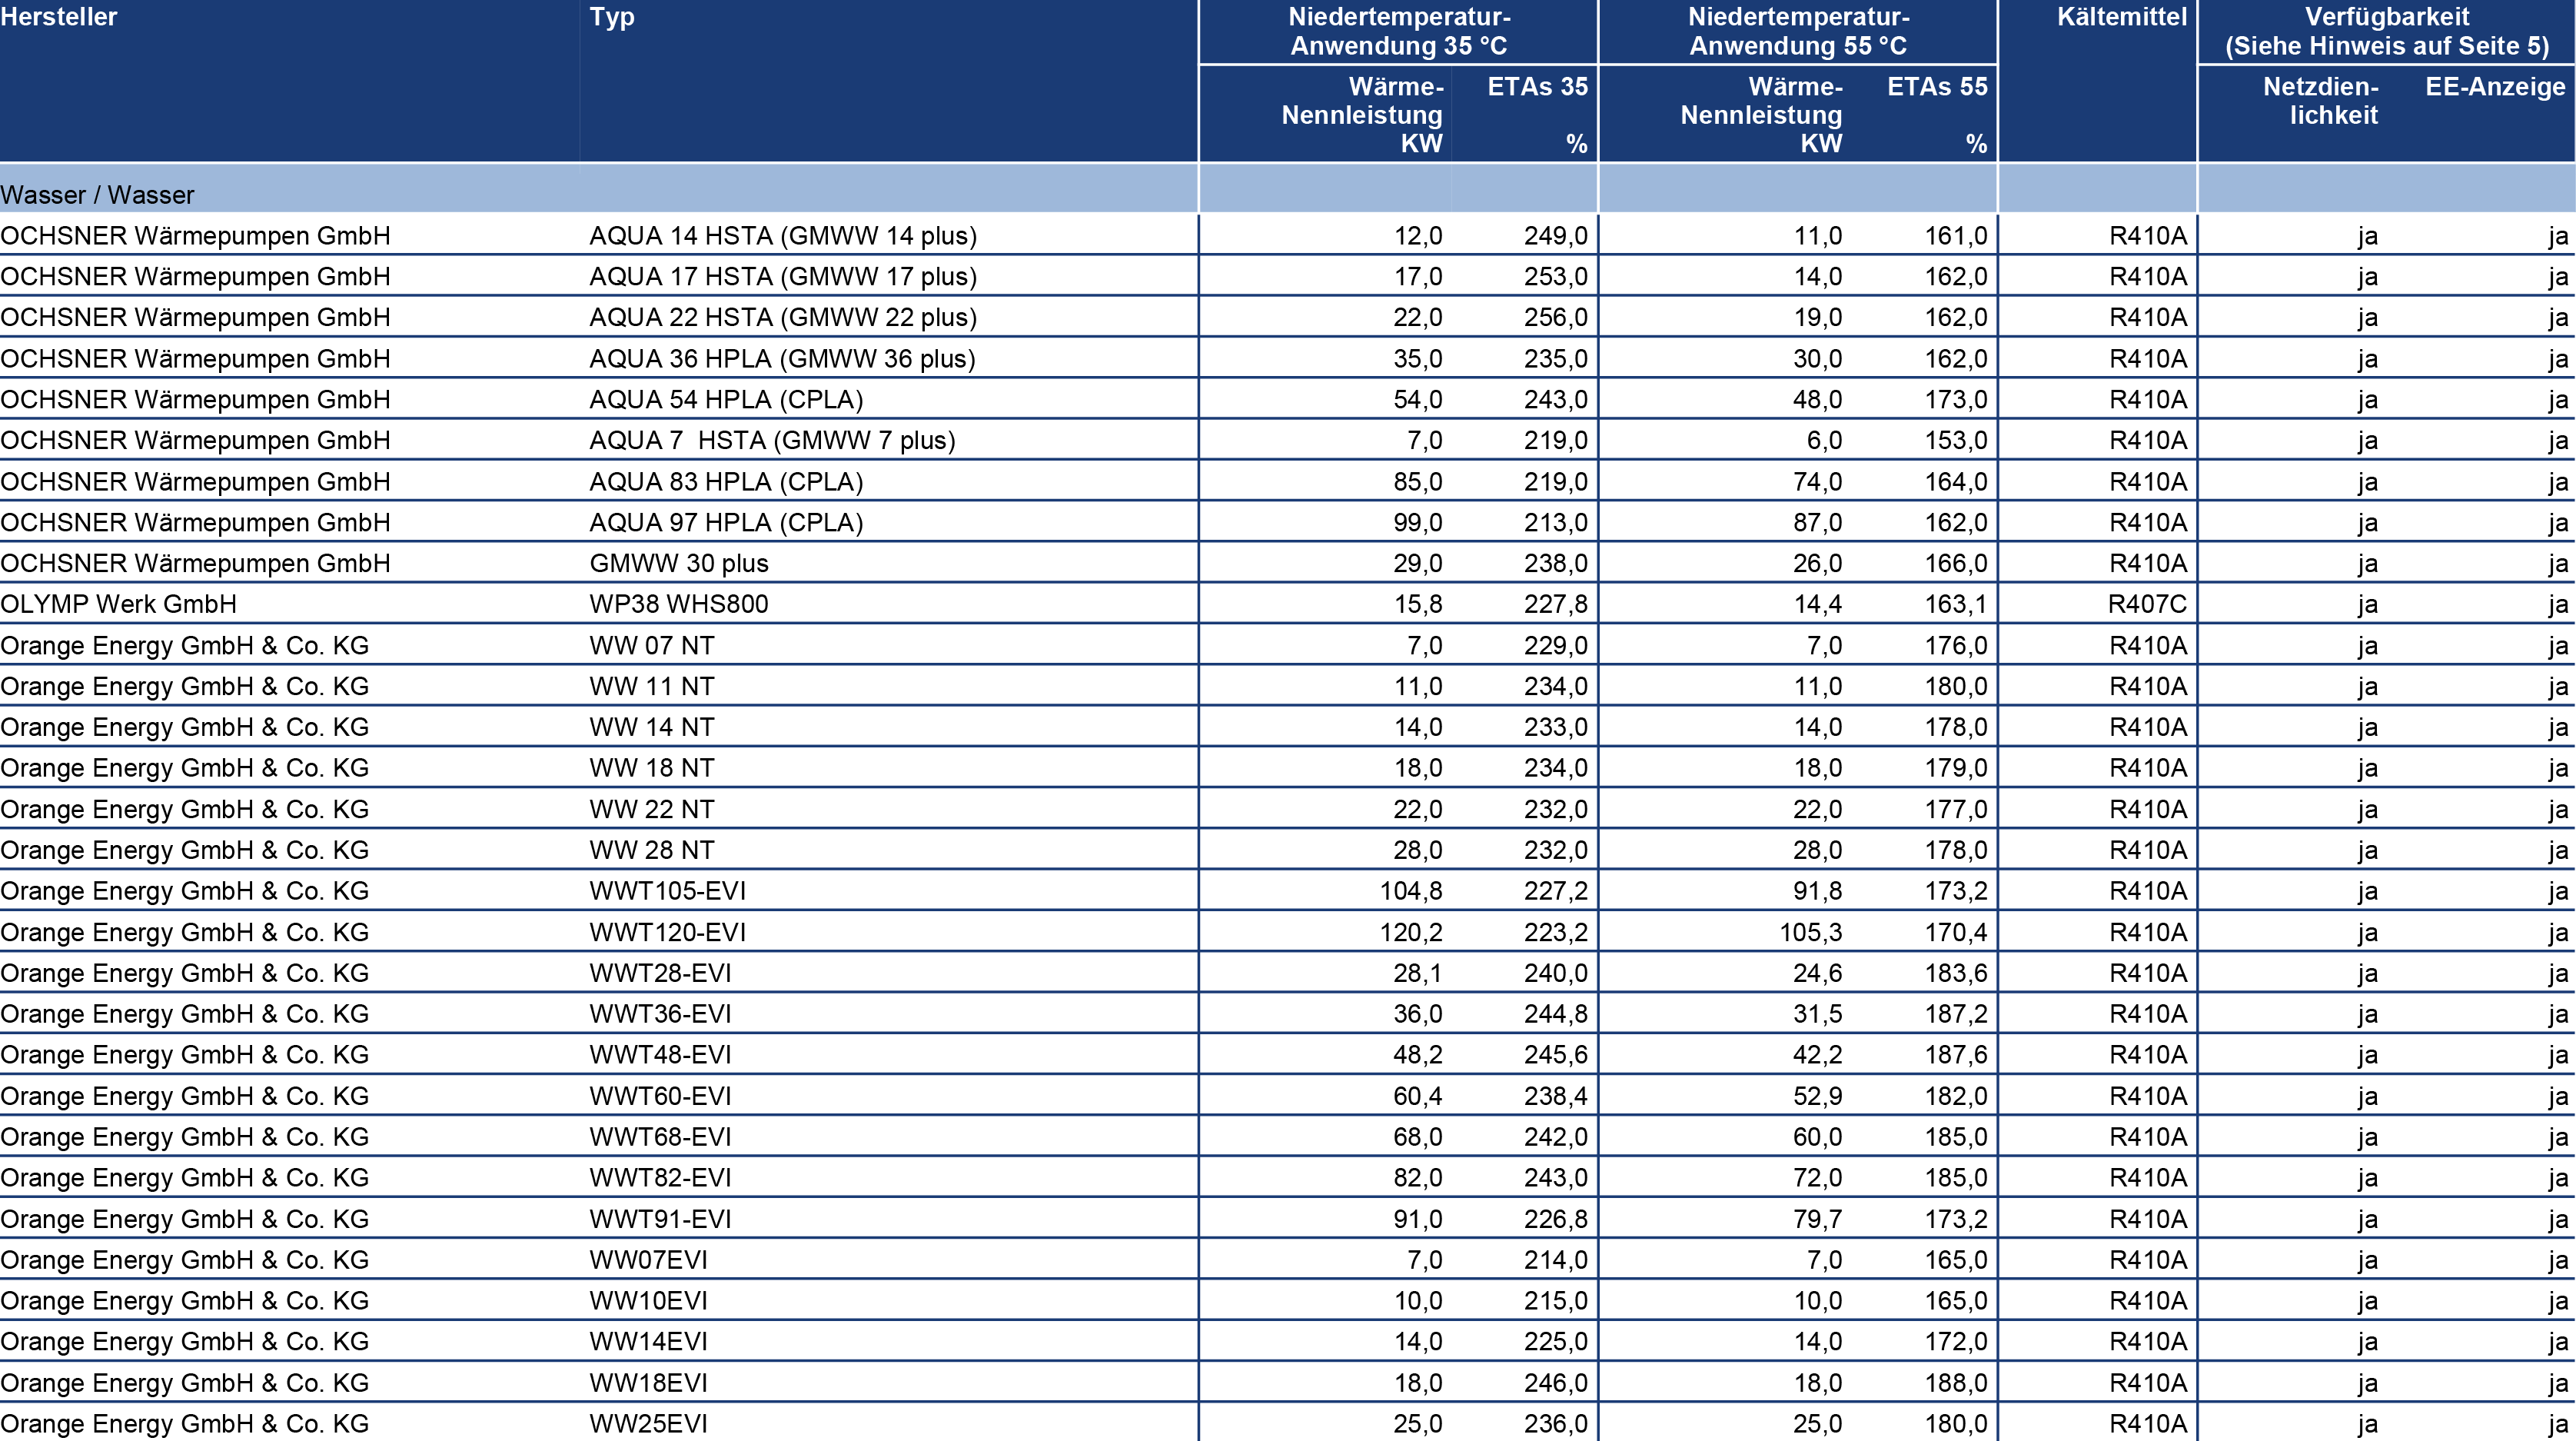 Hersteller Typ Niedertemperatur- Niedertemperatur- Kältemittel Verfügbarkeit
Anwendung 35 °C Anwendung 55 °C (Siehe Hinweis auf Seite 5)
Wärme- ETAs 35 Wärme- ETAs 55 Netzdien- EE-Anzeige
Nennleistung Nennleistung lichkeit
KW % KW %
Wasser / Wasser
OCHSNER Wärmepumpen GmbH AQUA 14 HSTA (GMWW 14 plus) 12,0 249,0 11,0 161,0 R410A ja ja
OCHSNER Wärmepumpen GmbH AQUA 17 HSTA (GMWW 17 plus) 17,0 253,0 14,0 162,0 R410A ja ja
OCHSNER Wärmepumpen GmbH AQUA 22 HSTA (GMWW 22 plus) 22,0 256,0 19,0 162,0 R410A ja ja
OCHSNER Wärmepumpen GmbH AQUA 36 HPLA (GMWW 36 plus) 35,0 235,0 30,0 162,0 R410A ja ja
OCHSNER Wärmepumpen GmbH AQUA 54 HPLA (CPLA) 54,0 243,0 48,0 173,0 R410A ja ja
OCHSNER Wärmepumpen GmbH AQUA 7  HSTA (GMWW 7 plus) 7,0 219,0 6,0 153,0 R410A ja ja
OCHSNER Wärmepumpen GmbH AQUA 83 HPLA (CPLA) 85,0 219,0 74,0 164,0 R410A ja ja
OCHSNER Wärmepumpen GmbH AQUA 97 HPLA (CPLA) 99,0 213,0 87,0 162,0 R410A ja ja
OCHSNER Wärmepumpen GmbH GMWW 30 plus 29,0 238,0 26,0 166,0 R410A ja ja
OLYMP Werk GmbH WP38 WHS800 15,8 227,8 14,4 163,1 R407C ja ja
Orange Energy GmbH & Co. KG WW 07 NT 7,0 229,0 7,0 176,0 R410A ja ja
Orange Energy GmbH & Co. KG WW 11 NT 11,0 234,0 11,0 180,0 R410A ja ja
Orange Energy GmbH & Co. KG WW 14 NT 14,0 233,0 14,0 178,0 R410A ja ja
Orange Energy GmbH & Co. KG WW 18 NT 18,0 234,0 18,0 179,0 R410A ja ja
Orange Energy GmbH & Co. KG WW 22 NT 22,0 232,0 22,0 177,0 R410A ja ja
Orange Energy GmbH & Co. KG WW 28 NT 28,0 232,0 28,0 178,0 R410A ja ja
Orange Energy GmbH & Co. KG WWT105-EVI 104,8 227,2 91,8 173,2 R410A ja ja
Orange Energy GmbH & Co. KG WWT120-EVI 120,2 223,2 105,3 170,4 R410A ja ja
Orange Energy GmbH & Co. KG WWT28-EVI 28,1 240,0 24,6 183,6 R410A ja ja
Orange Energy GmbH & Co. KG WWT36-EVI 36,0 244,8 31,5 187,2 R410A ja ja
Orange Energy GmbH & Co. KG WWT48-EVI 48,2 245,6 42,2 187,6 R410A ja ja
Orange Energy GmbH & Co. KG WWT60-EVI 60,4 238,4 52,9 182,0 R410A ja ja
Orange Energy GmbH & Co. KG WWT68-EVI 68,0 242,0 60,0 185,0 R410A ja ja
Orange Energy GmbH & Co. KG WWT82-EVI 82,0 243,0 72,0 185,0 R410A ja ja
Orange Energy GmbH & Co. KG WWT91-EVI 91,0 226,8 79,7 173,2 R410A ja ja
Orange Energy GmbH & Co. KG WW07EVI 7,0 214,0 7,0 165,0 R410A ja ja
Orange Energy GmbH & Co. KG WW10EVI 10,0 215,0 10,0 165,0 R410A ja ja
Orange Energy GmbH & Co. KG WW14EVI 14,0 225,0 14,0 172,0 R410A ja ja
Orange Energy GmbH & Co. KG WW18EVI 18,0 246,0 18,0 188,0 R410A ja ja
Orange Energy GmbH & Co. KG WW25EVI 25,0 236,0 25,0 180,0 R410A ja ja